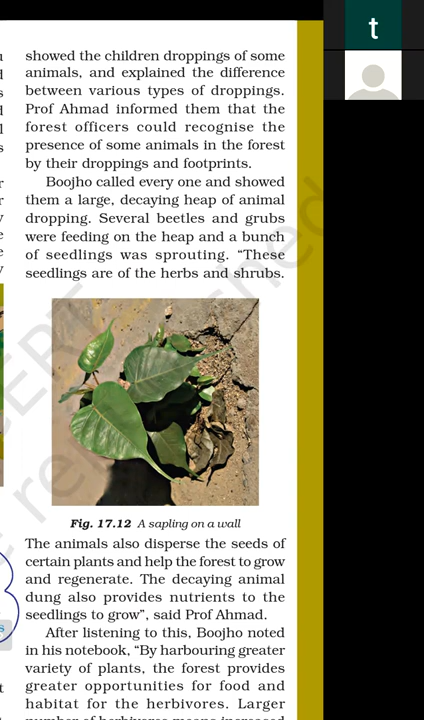 t
showed the children droppings of some
animals, and explained the difference
between various types of droppings.
Prof Ahmad informed them that the
forest officers could recognise the
presence of some animals in the forest
by their droppings and footprints.
Boojho called every one and showed
them a large, decaying heap of animal
dropping. Several beetles and grubs
were feeding on the heap and a bunch
of seedlings was sprouting. “These
seedlings are of the herbs and shrubs.
Fig. 17.12 A sapling on a wall
The animals also disperse the seeds of
certain plants and help the forest to grow
and regenerate. The decaying animal
dung also provides nutrients to the
seedlings to grow”, said Prof Ahmad.
After listening to this, Boojho noted
in his notebook, “By harbouring greater
variety of plants, the forest provides
greater opportunities for food and
habitat for the herbivores. Larger
number of herbivores means increased